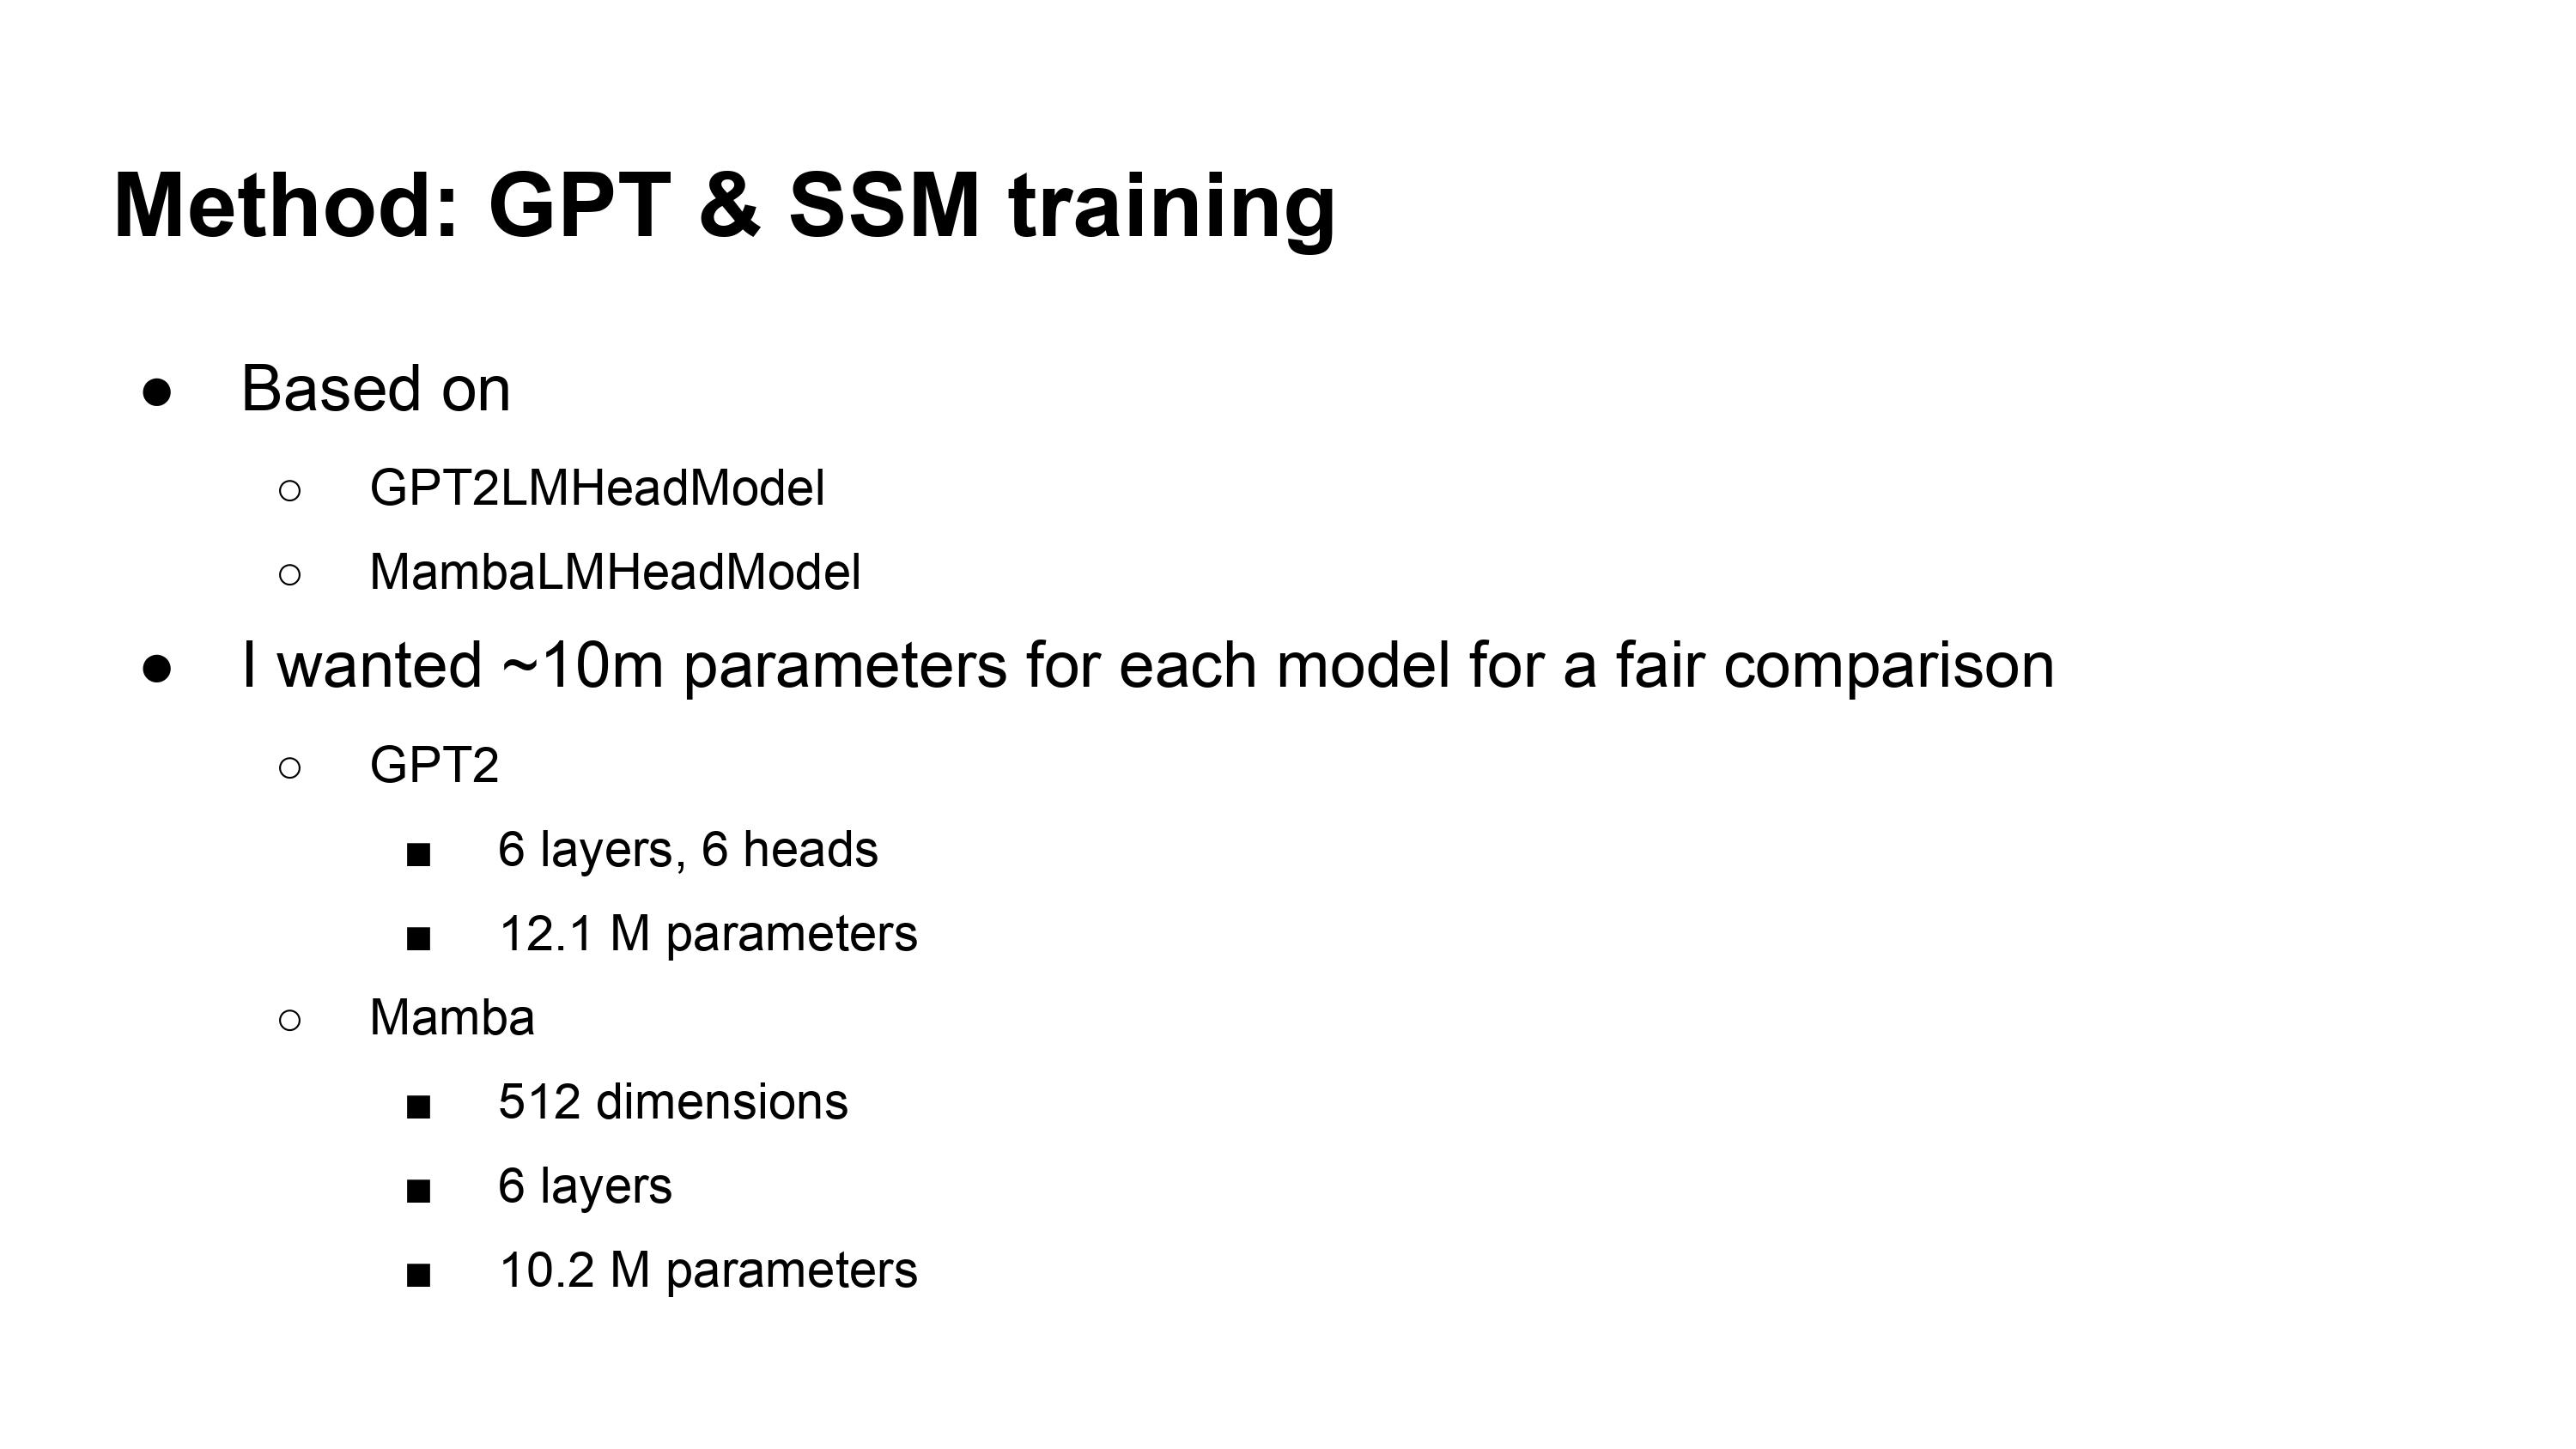 Method: GPT & SSM training
● Based on
○ GPT2LMHeadModel
○ MambaLMHeadModel
● I wanted ~10m parameters for each model for a fair comparison
○ GPT2
■ 6 layers, 6 heads
■ 12.1 M parameters
○ Mamba
■ 512 dimensions
■ 6 layers
■ 10.2 M parameters